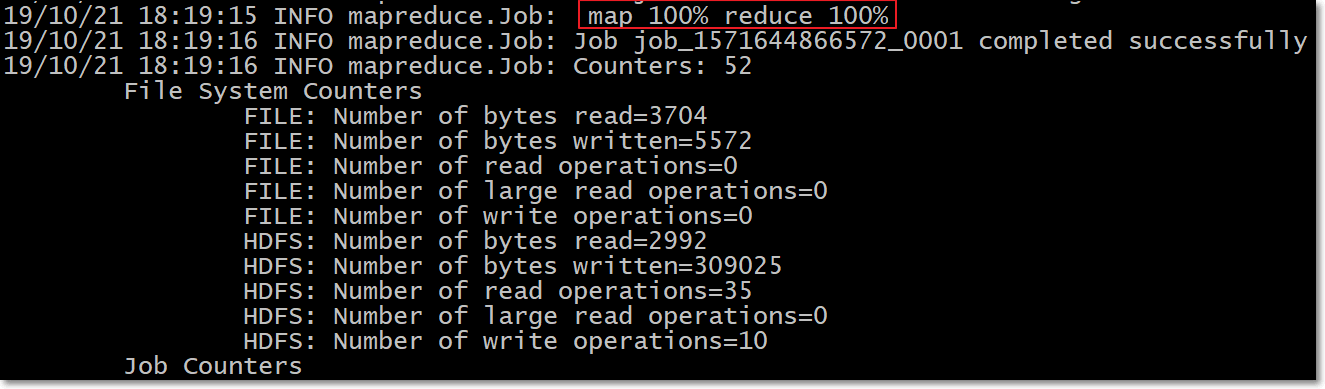 19/10/21 18:19:15 INFO mapreduce.Job:  map 100% reduce 100%
19/10/21 18:19:16 INFO mapreduce.Job: Job job_1571644866572_0001 completed successfully
19/10/21 18:19:16 INFO mapreduce.Job: Counters: 52
File System Counters
FILE: Number of bytes read=3704
FILE: Number of bytes written=5572
FILE: Number of read operations=0
FILE: Number of large read operations=0
FILE: Number of write operations=0
HDFS: Number of bytes read=2992
HDFS: Number of bytes written=309025
HDFS: Number of read operations=35
HDFS: Number of large read operations=0
HDFS: Number of write operations=10
Job Counters